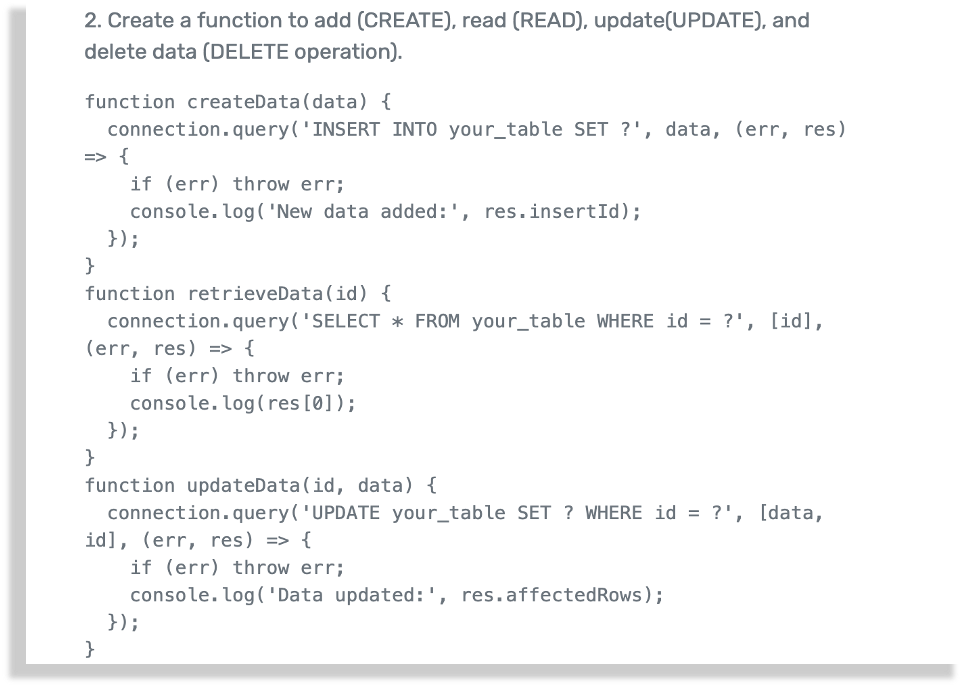 2. Create a function to add (CREATE), read (READ), update(UPDATE), and
delete data (DELETE operation).
function createData(data) {
  connection.query('INSERT INTO your_table SET ?', data, (err, res)
=> {
    if (err) throw err;
    console.log('New data added:', res.insertId);
  });
}
function retrieveData(id) {
  connection.query('SELECT * FROM your_table WHERE id = ?', [id],
(err, res) => {
    if (err) throw err;
    console.log(res[0]);
  });
}
function updateData(id, data) {
  connection.query('UPDATE your_table SET ? WHERE id = ?', [data,
id], (err, res) => {
    if (err) throw err;
    console.log('Data updated:', res.affectedRows);
  });
}